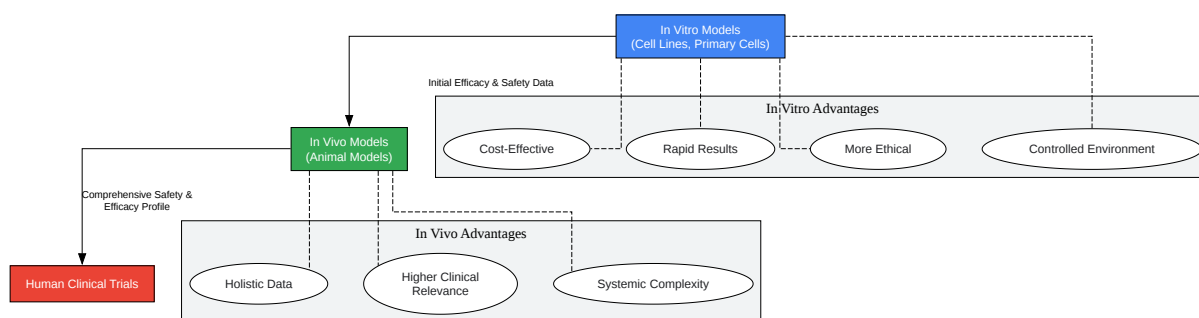 In Vitro Models
(Cell Lines, Primary Cells)
Initial Efficacy & Safety Data
In Vitro Advantages
Cost-Effective
Rapid Results
More Ethical
Controlled Environment
In Vivo Models
(Animal Models)
Comprehensive Safety &
Efficacy Profile
In Vivo Advantages
Holistic Data
Higher Clinical
Relevance
Systemic Complexity
Human Clinical Trials